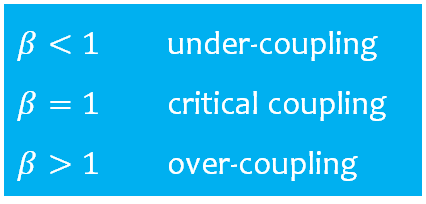 β < 1 under-coupling
β = 1 critical coupling
β > 1 over-coupling